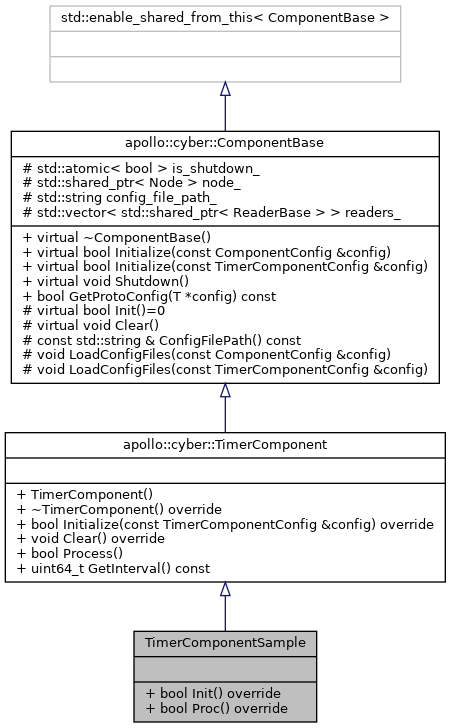 std::enable_shared_from_this< ComponentBase >
apollo::cyber::ComponentBase
# std::atomic< bool > is_shutdown_
# std::shared_ptr< Node > node_
# std::string config_file_path_
# std::vector< std::shared_ptr< ReaderBase > > readers_
+ virtual ~ComponentBase()
+ virtual bool Initialize(const ComponentConfig &config)
+ virtual bool Initialize(const TimerComponentConfig &config)
+ virtual void Shutdown()
+ bool GetProtoConfig(T *config) const
# virtual bool Init()=0
# virtual void Clear()
# const std::string & ConfigFilePath() const
# void LoadConfigFiles(const ComponentConfig &config)
# void LoadConfigFiles(const TimerComponentConfig &config)
apollo::cyber::TimerComponent
+ TimerComponent()
+ ~TimerComponent() override
+ bool Initialize(const TimerComponentConfig &config) override
+ void Clear() override
+ bool Process()
+ uint64_t GetInterval() const
TimerComponentSample
+ bool Init() override
+ bool Proc() override